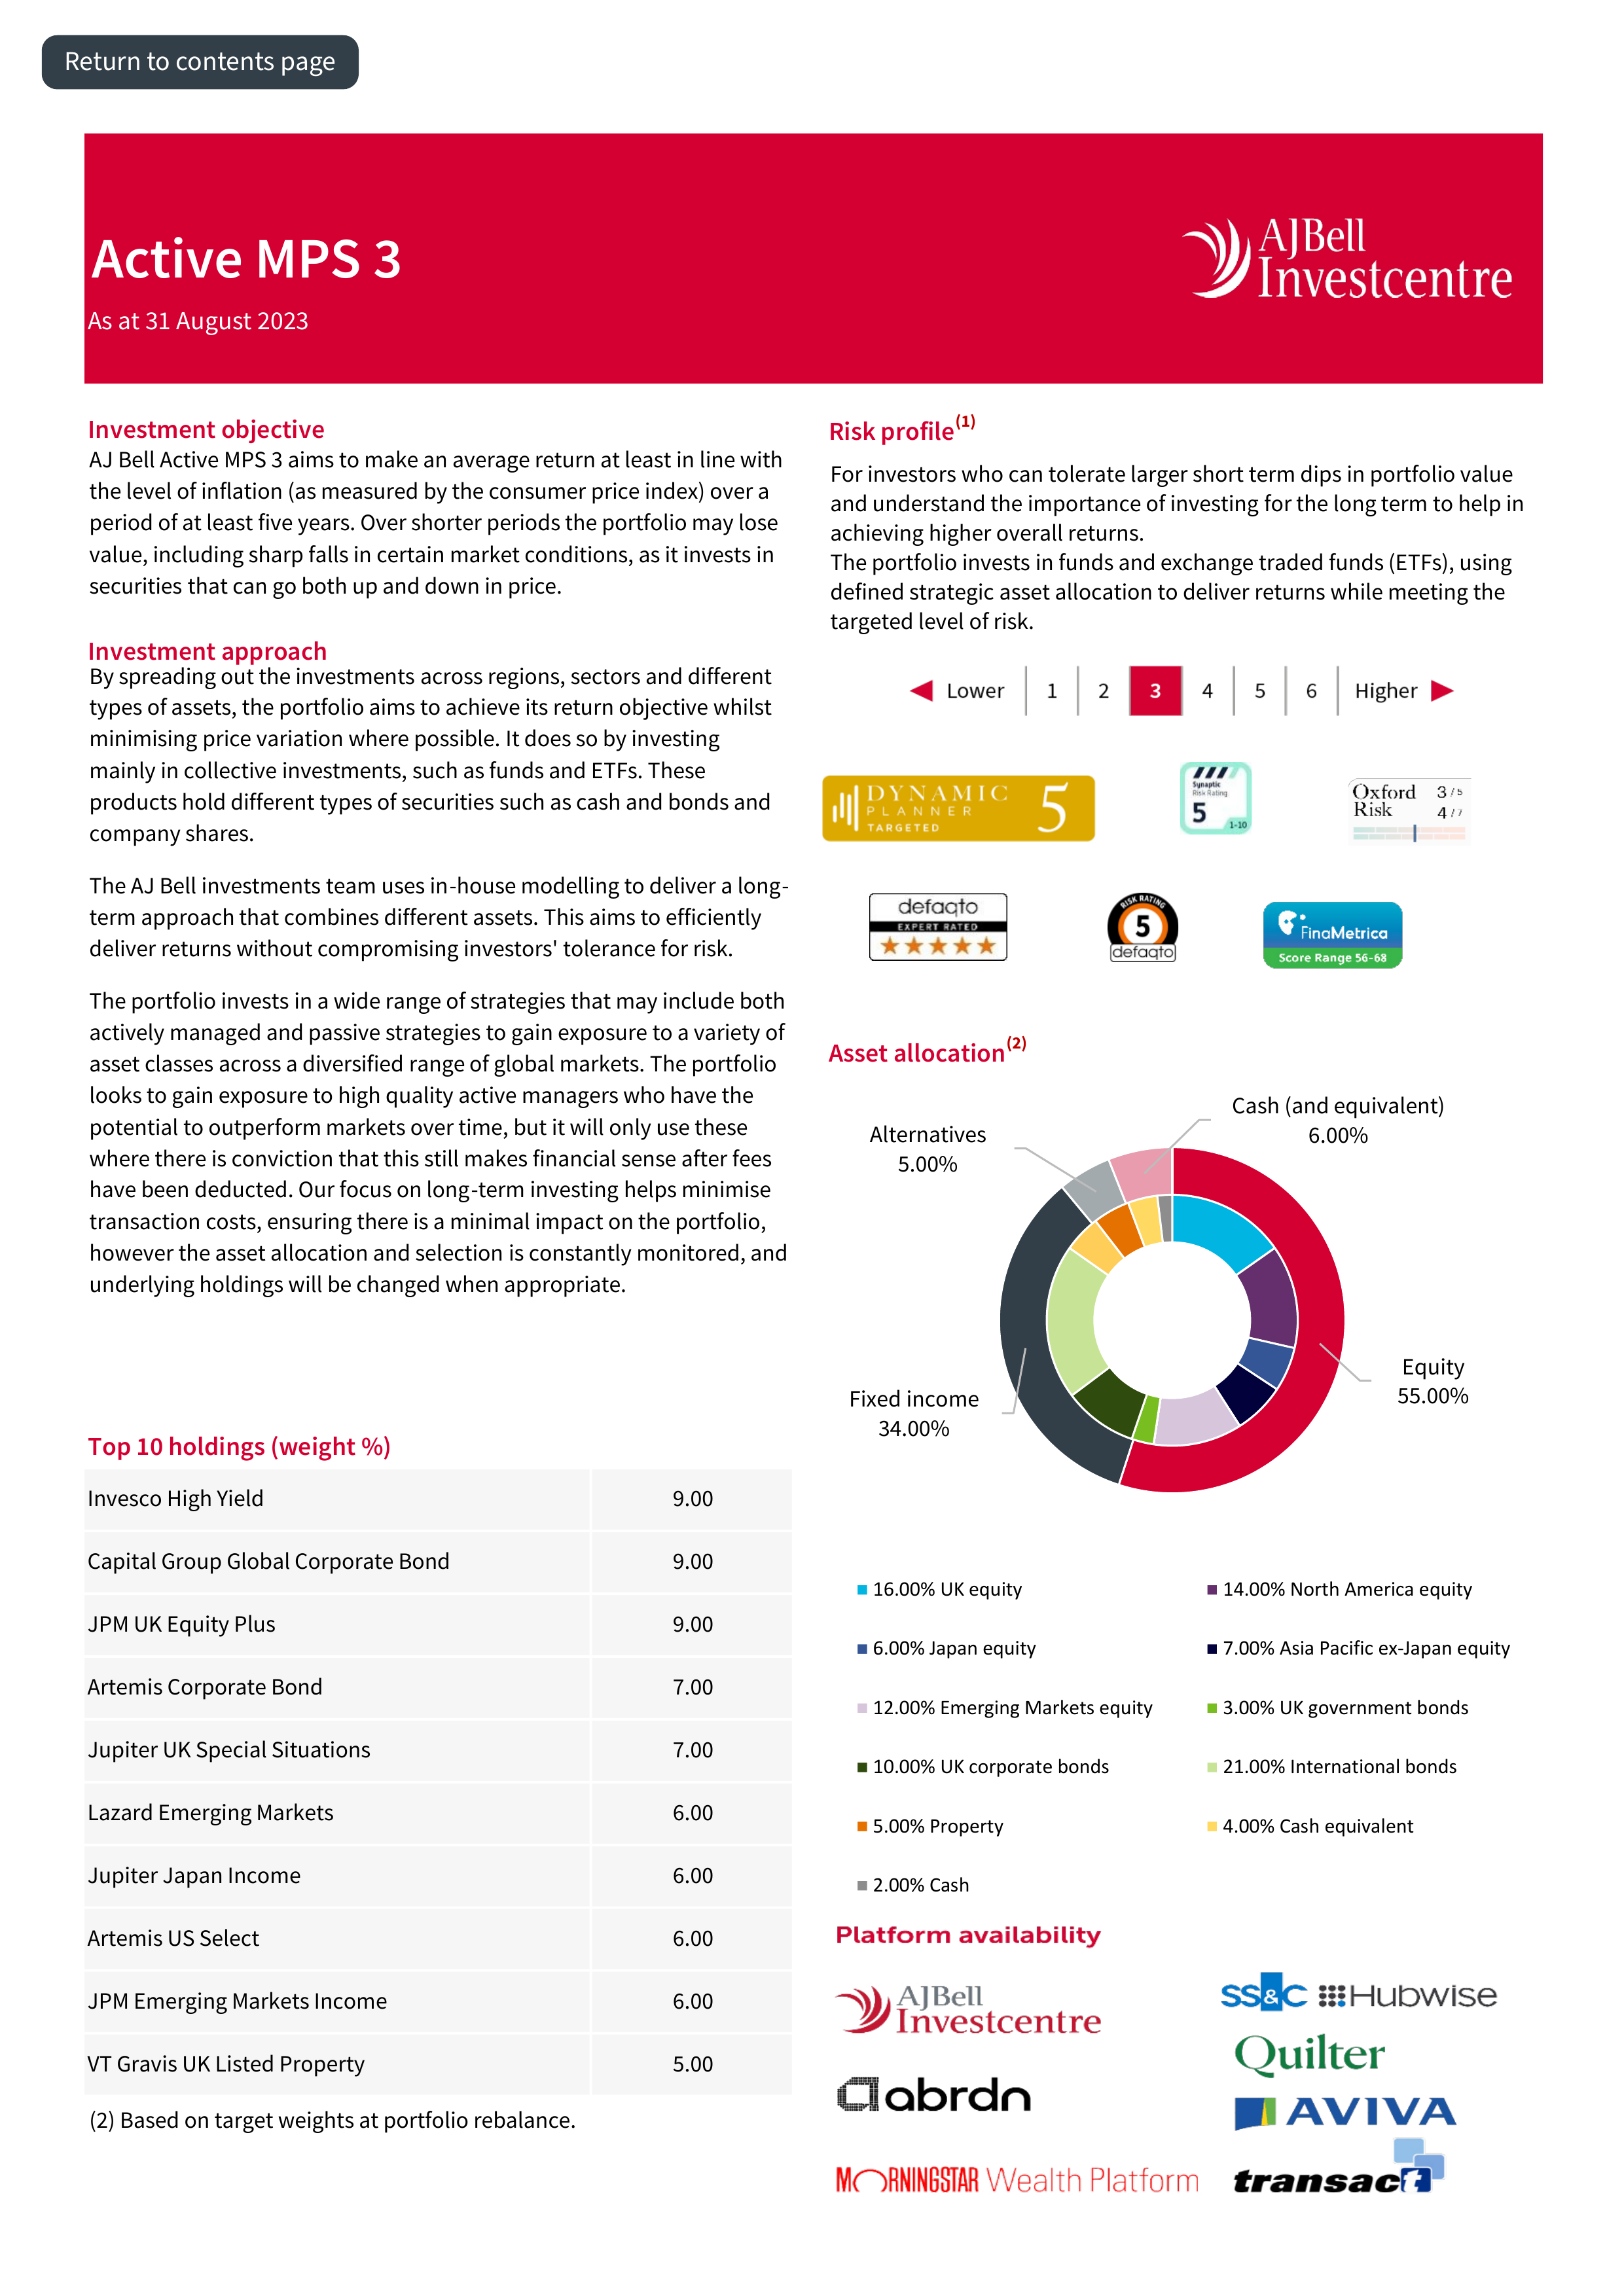 Return to contents page
Active MPS 3
As at 31 August 2023
AJBell
Investcentre
Investment objective
AJ Bell Active MPS 3 aims to make an average return at least in line with
the level of inflation (as measured by the consumer price index) over a
period of at least five years. Over shorter periods the portfolio may lose
value, including sharp falls in certain market conditions, as it invests in
securities that can go both up and down in price.
Investment approach
By spreading out the investments across regions, sectors and different
types of assets, the portfolio aims to achieve its return objective whilst
minimising price variation where possible. It does so by investing
mainly in collective investments, such as funds and ETFs. These
products hold different types of securities such as cash and bonds and
company shares.
The AJ Bell investments team uses in-house modelling to deliver a long-
term approach that combines different assets. This aims to efficiently
deliver returns without compromising investors' tolerance for risk.
The portfolio invests in a wide range of strategies that may include both
actively managed and passive strategies to gain exposure to a variety of
asset classes across a diversified range of global markets. The portfolio
looks to gain exposure to high quality active managers who have the
potential to outperform markets over time, but it will only use these
where there is conviction that this still makes financial sense after fees
have been deducted. Our focus on long-term investing helps minimise
transaction costs, ensuring there is a minimal impact on the portfolio,
however the asset allocation and selection is constantly monitored, and
underlying holdings will be changed when appropriate.
Top 10 holdings (weight %)
Invesco High Yield 9.00
Capital Group Global Corporate Bond 9.00
JPM UK Equity Plus 9.00
Artemis Corporate Bond 7.00
Jupiter UK Special Situations 7.00
Lazard Emerging Markets 6.00
Jupiter Japan Income 6.00
Artemis US Select 6.00
JPM Emerging Markets Income 6.00
VT Gravis UK Listed Property 5.00
(2) Based on target weights at portfolio rebalance.
Risk profile(1)
For investors who can tolerate larger short term dips in portfolio value
and understand the importance of investing for the long term to help in
achieving higher overall returns.
The portfolio invests in funds and exchange traded funds (ETFs), using
defined strategic asset allocation to deliver returns while meeting the
targeted level of risk.
Lower 1 2 3 4 5 6 Higher
DYNAMIC
PLANNER
TARGETED
5
Synaptic
Risk Rating
5
1-10
Oxford 3/5
Risk 4/7
defaqto
EXPERT RATED
RISK RATING
5
defaqto
FinaMetrica
Score Range 56-68
Asset allocation(2)
Cash (and equivalent)
6.00%
Alternatives
5.00%
Equity
55.00%
Fixed income
34.00%
16.00% UK equity
14.00% North America equity
6.00% Japan equity
7.00% Asia Pacific ex-Japan equity
12.00% Emerging Markets equity
3.00% UK government bonds
10.00% UK corporate bonds
21.00% International bonds
5.00% Property
4.00% Cash equivalent
2.00% Cash
Platform availability
AJBell
Investcentre
SS&C Hubwise
Quilter
abrdn
AVIVA
MORNINGSTAR Wealth Platform
transact